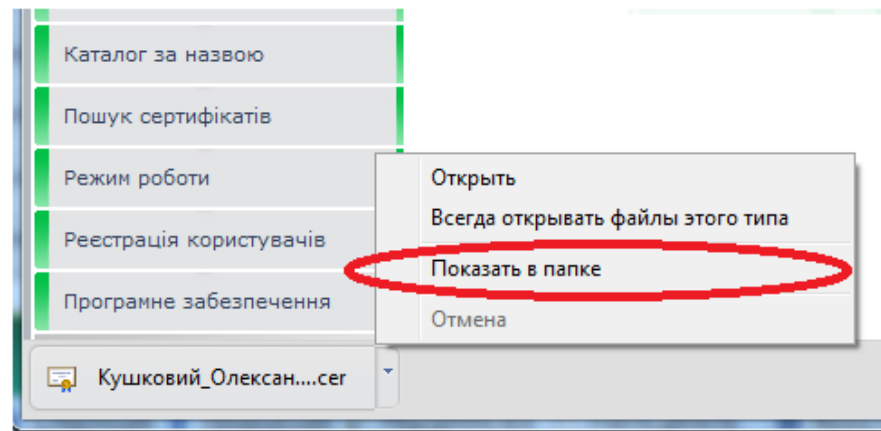 Каталог за назвою
Пошук сертифікатів
Режим роботи
Реєстрація користувачів
Програмне забезпечення
Открыть
Всегда открывать файлы этого типа
Показать в папке
Отмена
Кушковий_Олексан....cer